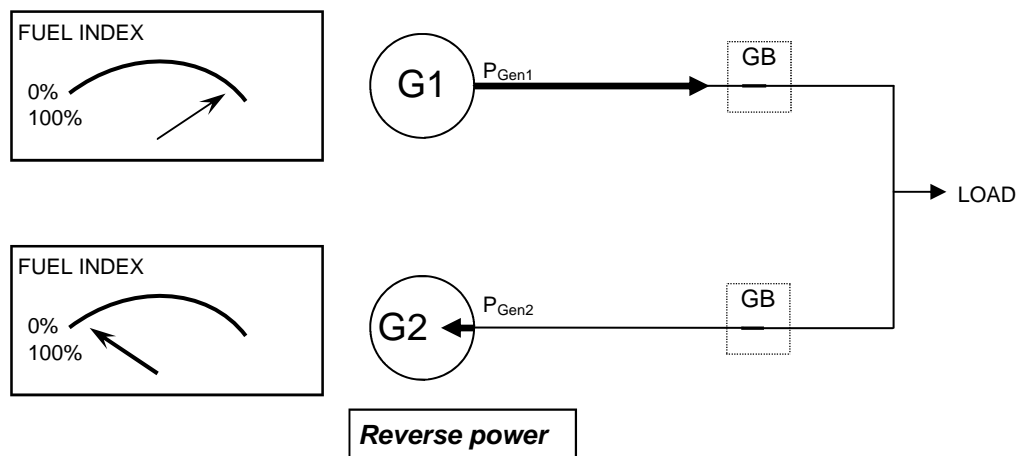 FUEL INDEX
0%
100%
G1
PGen1
GB
LOAD
FUEL INDEX
0%
100%
G2
PGen2
GB
Reverse power